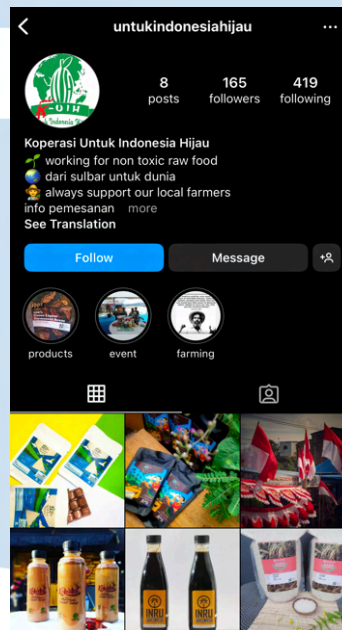 untukindonesiahijau
8
posts
165
followers
419
following
Koperasi Untuk Indonesia Hijau
working for non toxic raw food
dari sulbar untuk dunia
always support our local farmers
info pemesanan more
See Translation
Follow
Message
products
event
farming
INRU
INRU